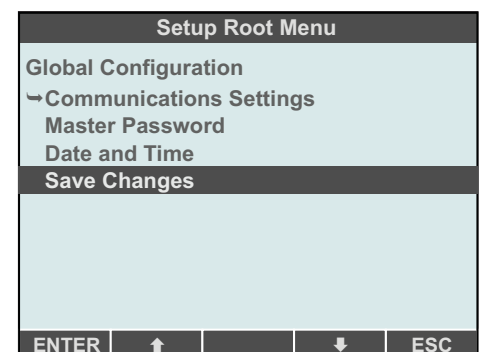 Setup Root Menu
Global Configuration
➥Communications Settings
Master Password
Date and Time
Save Changes
ENTER ⬆ ⬇ ESC